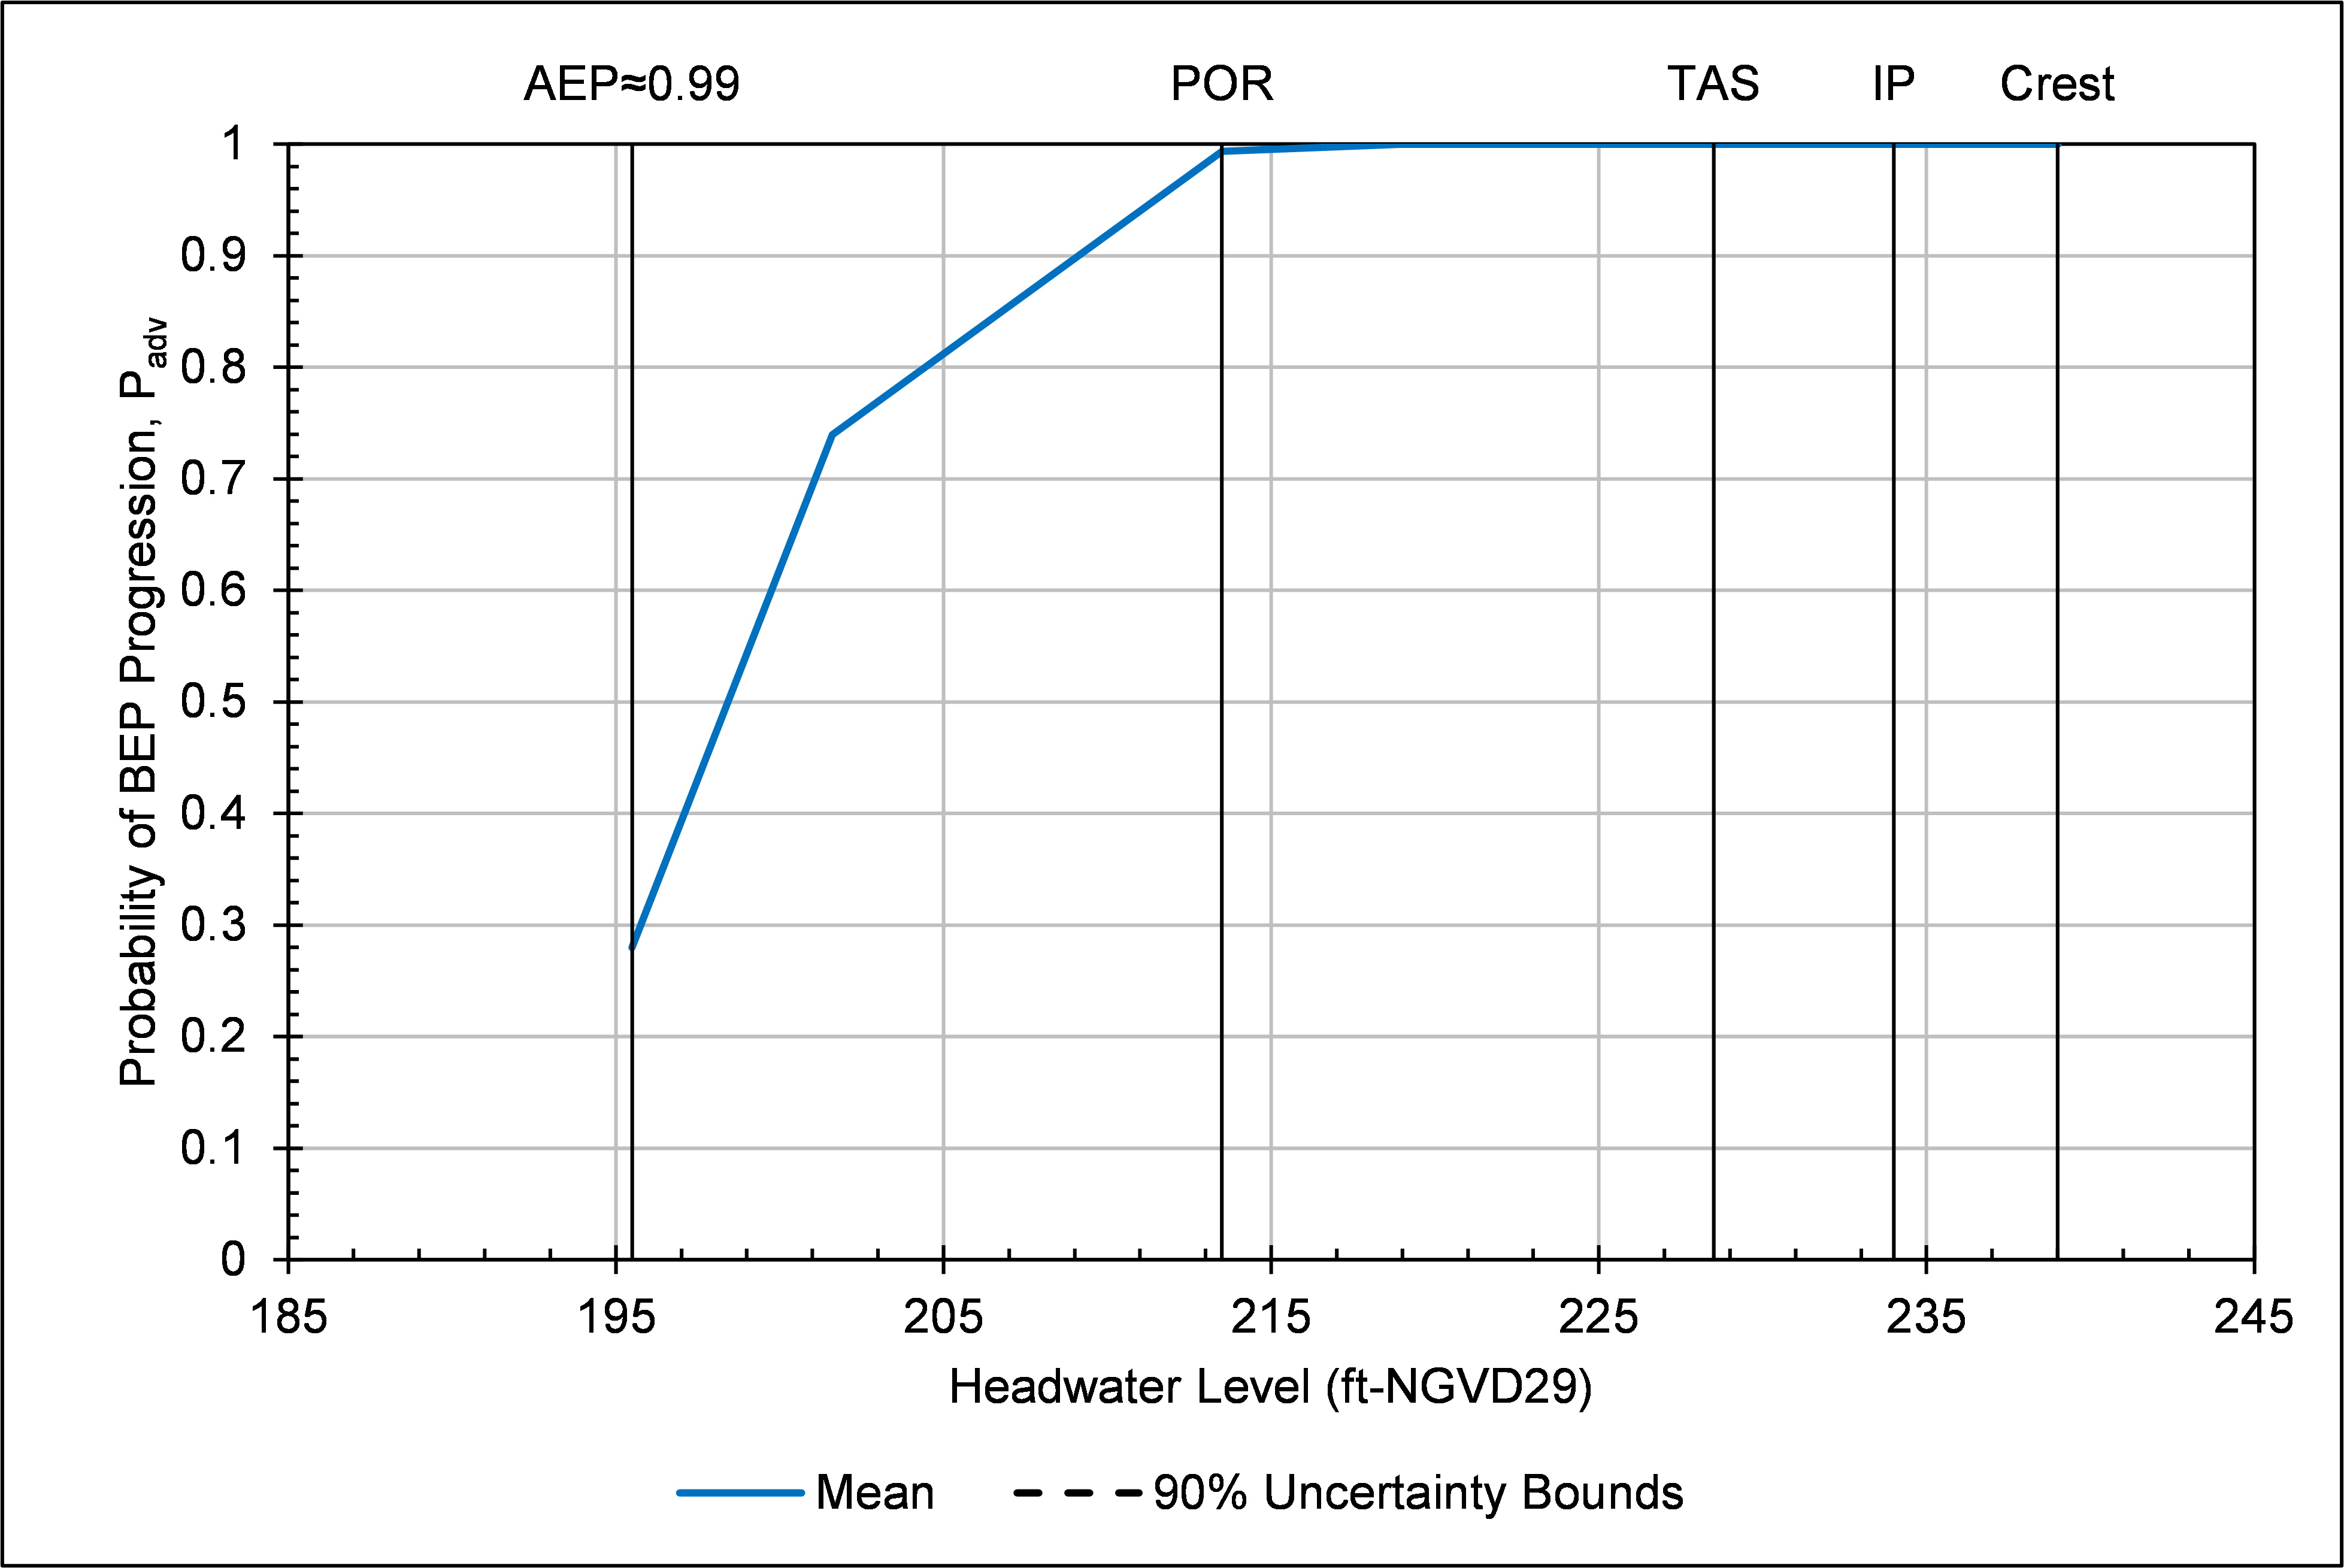 AEP≈0.99 POR TAS IP Crest
Probability of BEP Progression, Padv
1
0.9
0.8
0.7
0.6
0.5
0.4
0.3
0.2
0.1
0
185 195 205 215 225 235 245
Headwater Level (ft-NGVD29)
Mean 90% Uncertainty Bounds